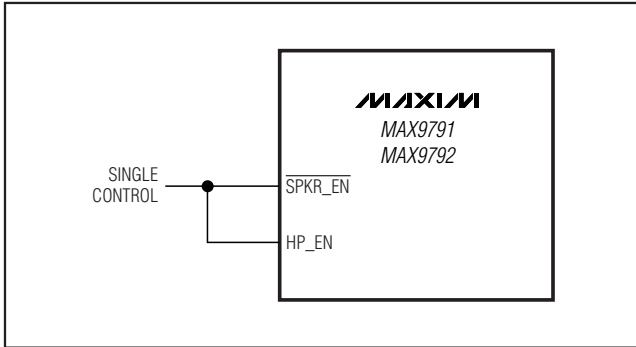 MAXIM
MAX9791
MAX9792
SINGLE
CONTROL
SPKR_EN
HP_EN